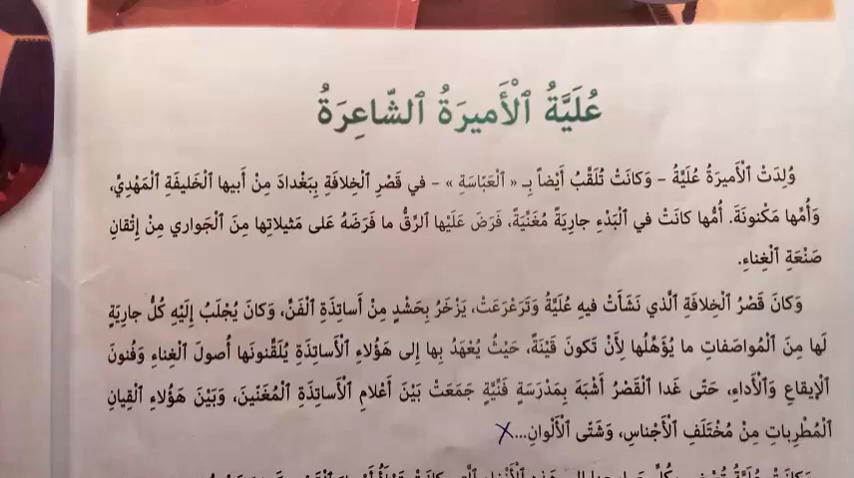 عُلَيَّةُ ٱلْأَميرَةُ ٱلشّاعِرَةُ
وُلِدَتْ ٱلْأَميرَةُ عُلَيَّةُ – وَكانَتْ تُلَقَّبُ أَيْضاً بِـ « ٱلْعَبّاسَةِ » – في قَصْرِ ٱلْخِلافَةِ بِبَغْدادَ مِنْ أَبيها ٱلْخَليفَةِ ٱلْمَهْدِيِّ،
وَأُمِّها مَكْنونَةَ. أُمُّها كانَتْ في ٱلْبَدْءِ جارِيَةً مُغَنِّيَةً، فَرَضَ عَلَيْها ٱلرِّقُّ ما فَرَضَهُ عَلى مَثيلاتِها مِنَ ٱلْجَواري مِنْ إِتْقانِ
صَنْعَةِ ٱلْغِناءِ.
وَكانَ قَصْرُ ٱلْخِلافَةِ ٱلَّذي نَشَأَتْ فيهِ عُلَيَّةُ وَتَرَعْرَعَتْ، يَزْخَرُ بِحَشْدٍ مِنْ أَساتِذَةِ ٱلْفَنِّ، وَكانَ يُجْلَبُ إِلَيْهِ كُلُّ جارِيَةٍ
لَها مِنَ ٱلْمُواصَفاتِ ما يُؤَهِّلُها لِأَنْ تَكونَ قَيْنَةً، حَيْثُ يُعْهَدُ بِها إِلى هَؤُلاءِ ٱلْأَساتِذَةِ يُلَقِّنونَها أُصولَ ٱلْغِناءِ وَفُنونَ
ٱلْإيقاعِ وَٱلْأَداءِ، حَتّى غَدا ٱلْقَصْرُ أَشْبَهَ بِمَدْرَسَةٍ فَنِّيَّةٍ جَمَعَتْ بَيْنَ أَعْلامِ ٱلْأَساتِذَةِ ٱلْمُغَنّينَ، وَبَيْنَ هَؤُلاءِ ٱلْقِيانِ
ٱلْمُطْرِباتِ مِنْ مُخْتَلَفِ ٱلْأَجْناسِ، وَشَتّى ٱلْأَلْوانِ...